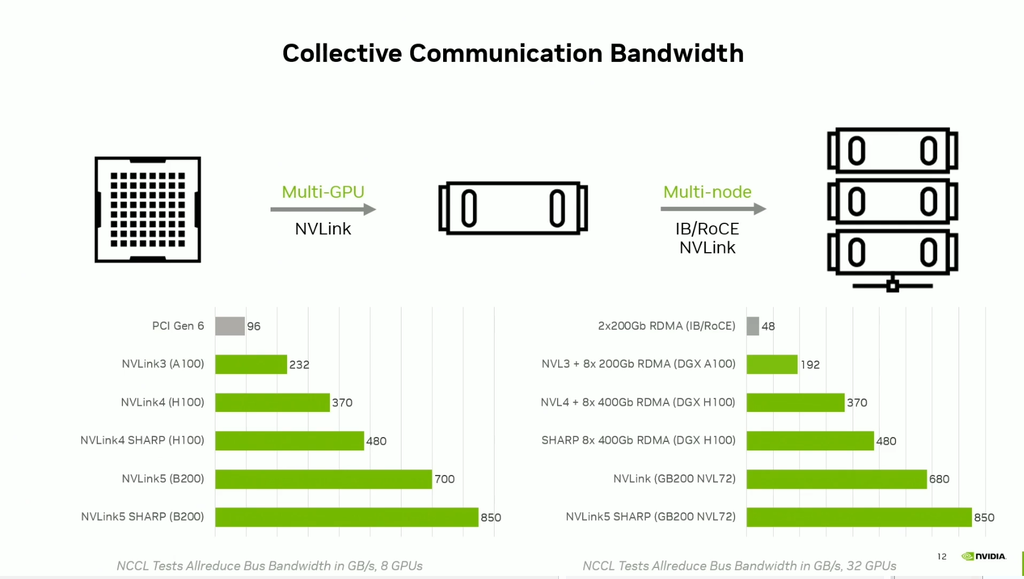 Collective Communication Bandwidth
Multi-GPU
NVLink
Multi-node
IB/RoCE
NVLink
PCI Gen 6 96
NVLink3 (A100) 232
NVLink4 (H100) 370
NVLink4 SHARP (H100) 480
NVLink5 (B200) 700
NVLink5 SHARP (B200) 850
NCCL Tests Allreduce Bus Bandwidth in GB/s, 8 GPUs
2x200Gb RDMA (IB/RoCE) 48
NVL3 + 8x 200Gb RDMA (DGX A100) 192
NVL4 + 8x 400Gb RDMA (DGX H100) 370
SHARP 8x 400Gb RDMA (DGX H100) 480
NVLink (GB200 NVL72) 680
NVLink5 SHARP (GB200 NVL72) 850
NCCL Tests Allreduce Bus Bandwidth in GB/s, 32 GPUs
12 NVIDIA